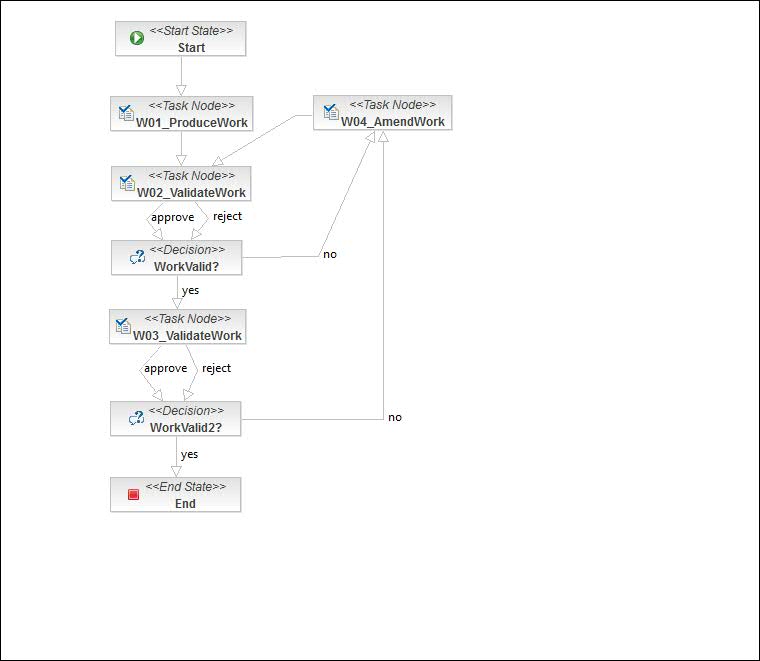 <<Start State>>
Start
<<Task Node>>
W01_ProduceWork
<<Task Node>>
W04_AmendWork
<<Task Node>>
W02_ValidateWork
approve
reject
<<Decision>>
WorkValid?
no
yes
<<Task Node>>
W03_ValidateWork
approve
reject
<<Decision>>
WorkValid2?
no
yes
<<End State>>
End